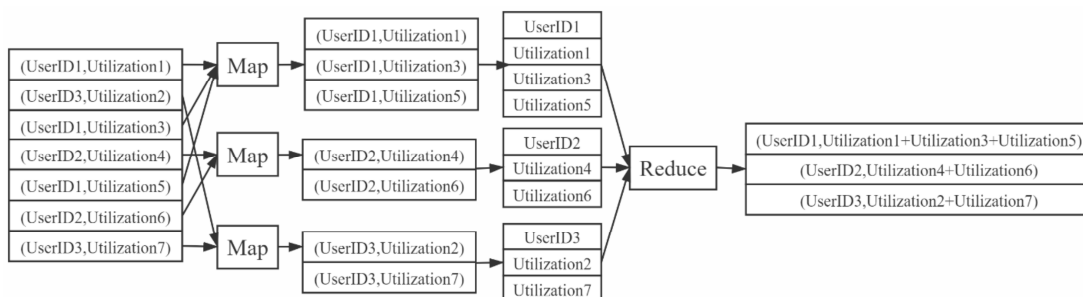 (UserID1,Utilization1)
(UserID3,Utilization2)
(UserID1,Utilization3)
(UserID2,Utilization4)
(UserID1,Utilization5)
(UserID2,Utilization6)
(UserID3,Utilization7)
Map
Map
Map
(UserID1,Utilization1)
(UserID1,Utilization3)
(UserID1,Utilization5)
(UserID2,Utilization4)
(UserID2,Utilization6)
(UserID3,Utilization2)
(UserID3,Utilization7)
UserID1
Utilization1
Utilization3
Utilization5
UserID2
Utilization4
Utilization6
UserID3
Utilization2
Utilization7
Reduce
(UserID1,Utilization1+Utilization3+Utilization5)
(UserID2,Utilization4+Utilization6)
(UserID3,Utilization2+Utilization7)